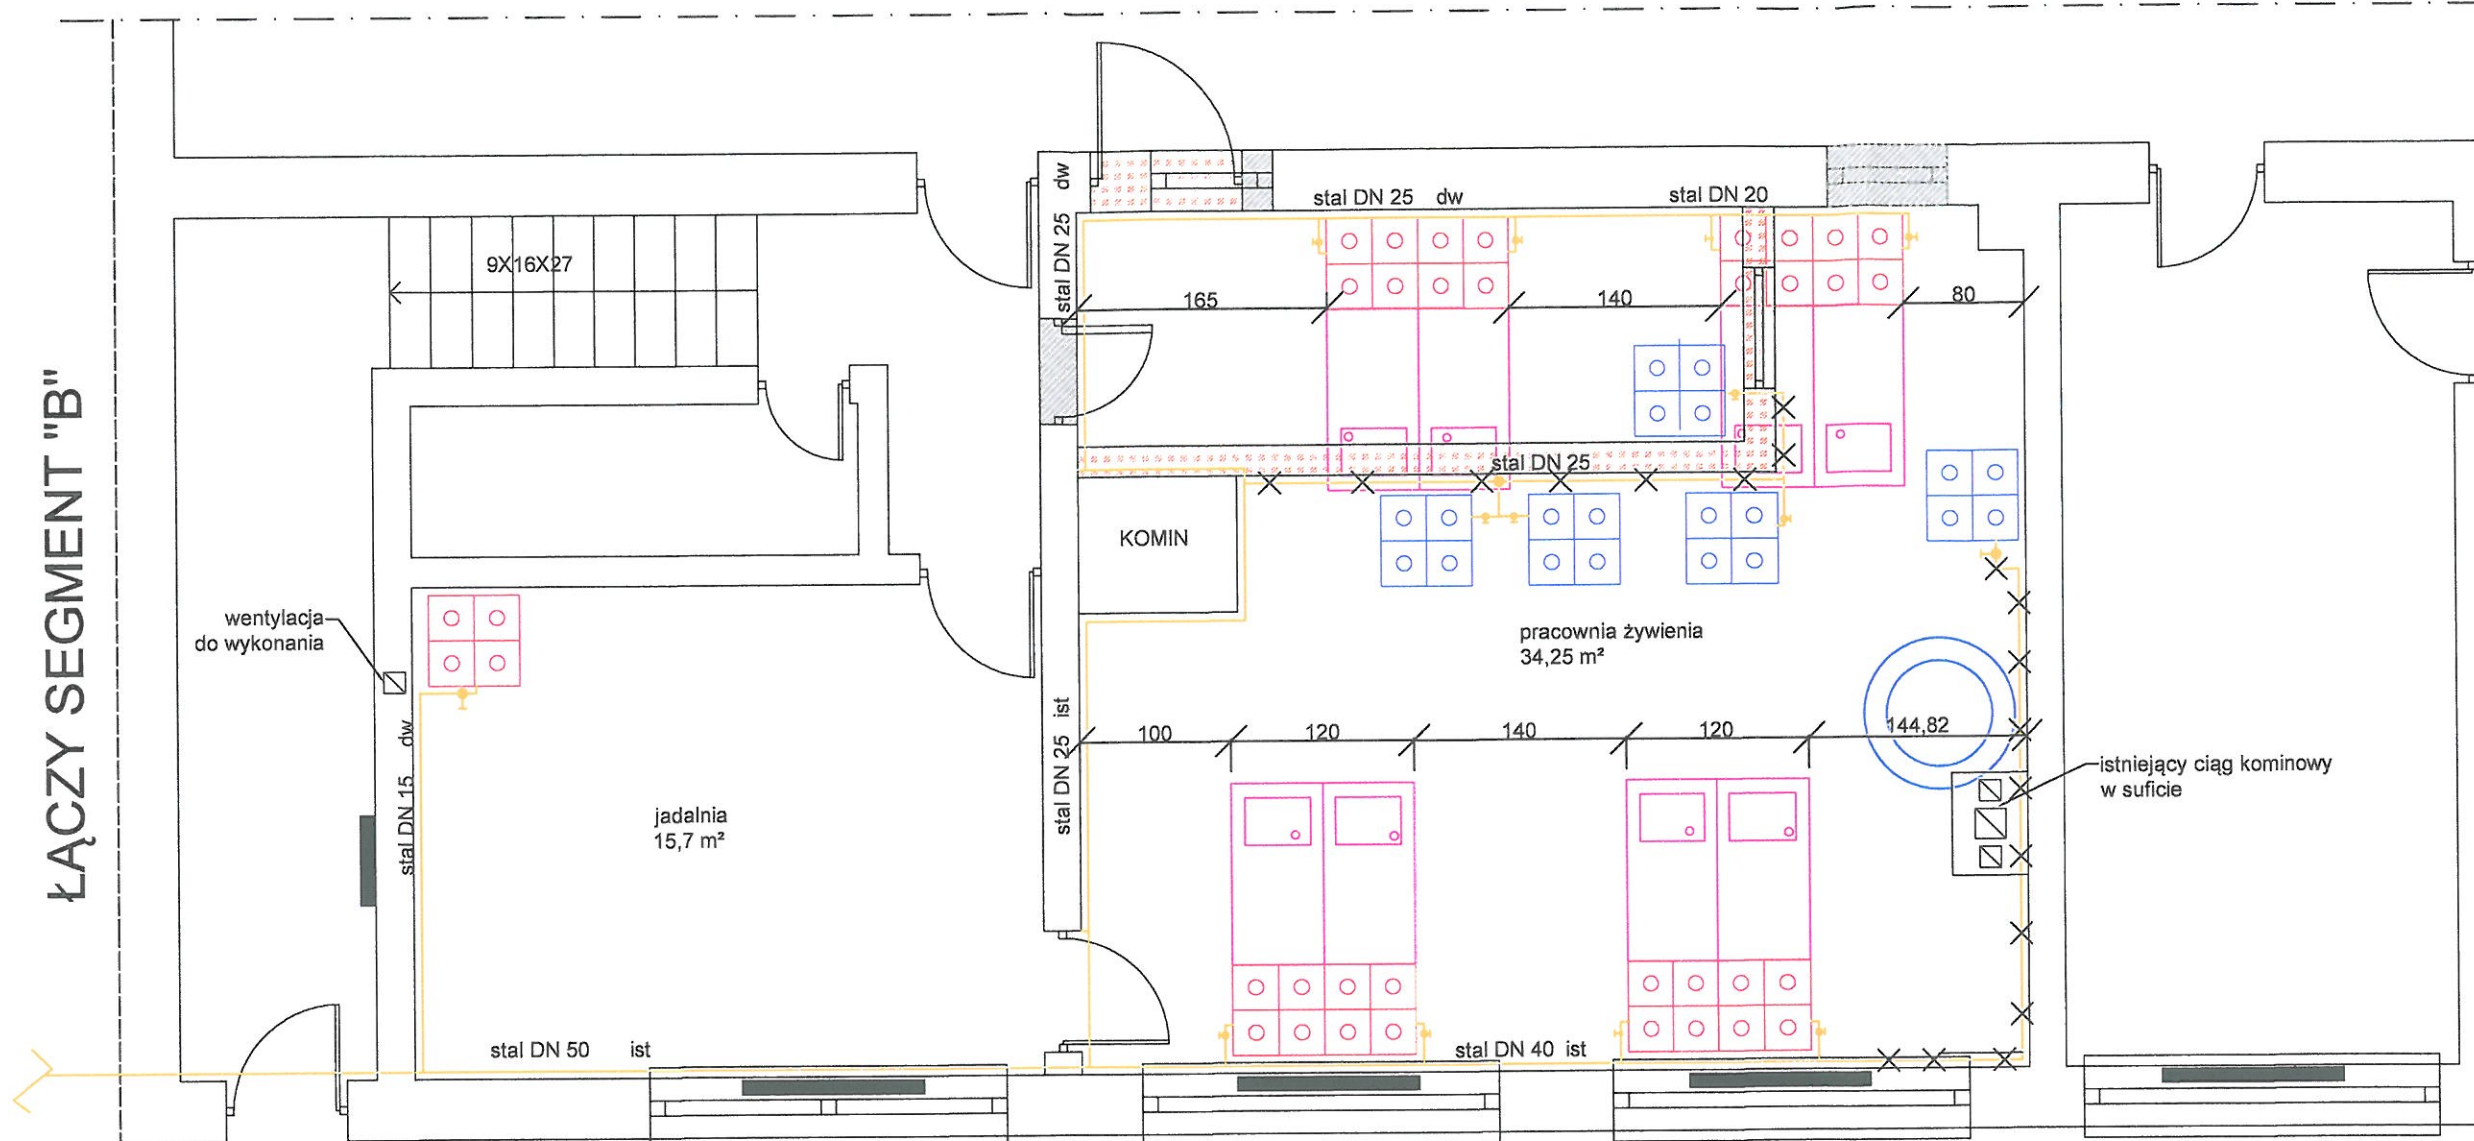 ŁĄCZY SEGMENT "B"
9X16X27
stal DN 25 dw
stal DN 25 dw
stal DN 20
165
140
80
stal DN 25
KOMIN
wentylacja
do wykonania
pracownia żywienia
34,25 m²
stal DN 15 dw
stal DN 25 ist
100
120
140
120
144,82
istniejący ciąg kominowy
w suficie
jadalnia
15,7 m²
stal DN 50 ist
stal DN 40 ist